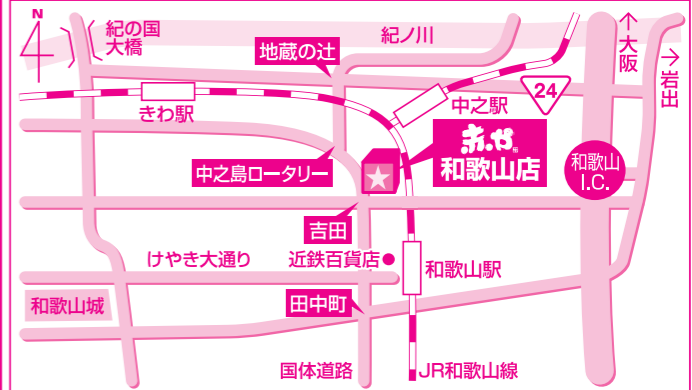 N
紀の国
大橋
紀ノ川
↑大阪
→岩出
地蔵の辻
24
きわ駅
中之駅
赤や
和歌山店
和歌山
I.C.
中之島ロータリー
吉田
けやき大通り
近鉄百貨店
和歌山駅
和歌山城
田中町
国体道路
JR和歌山線